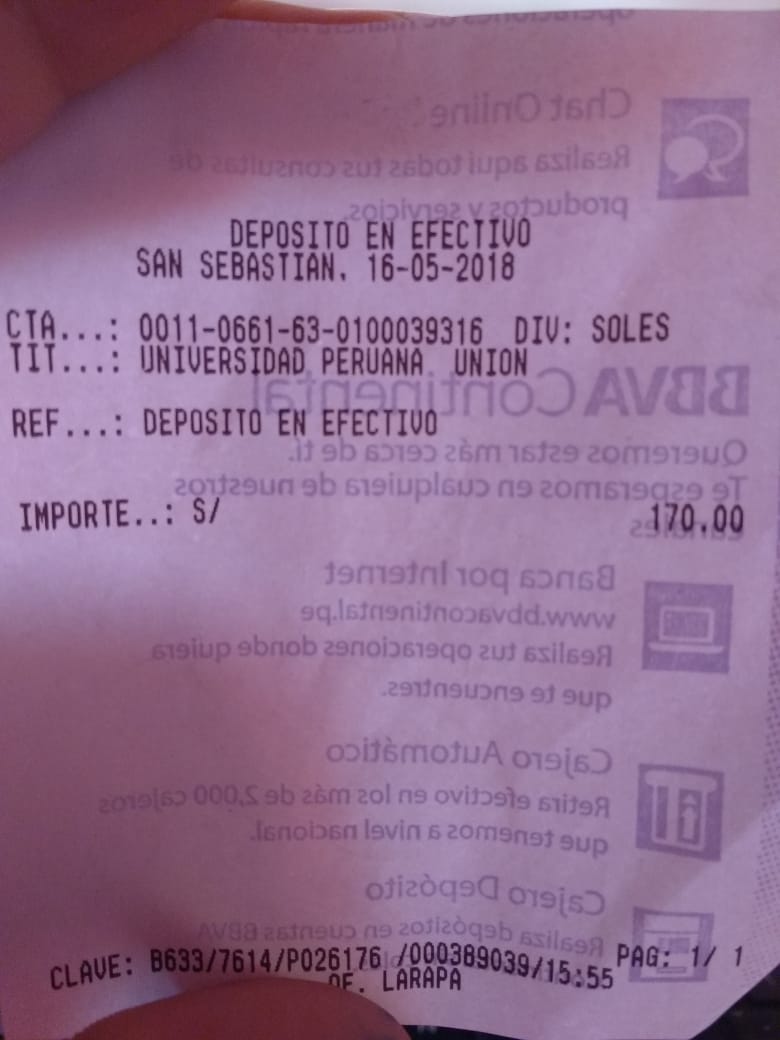 operaciones de manera rápida
Chat Online
Realiza aquí todas tus consultas de
productos y servicios.
DEPOSITO EN EFECTIVO
SAN SEBASTIAN. 16-05-2018
CTA...: 0011-0661-63-0100039316 DIV: SOLES
TIT...: UNIVERSIDAD PERUANA UNION
BBVA Continental
REF...: DEPOSITO EN EFECTIVO
Queremos estar más cerca de ti.
Te esperamos en cualquiera de nuestros
IMPORTE..: S/ 170.00
Banca por Internet
www.bbvacontinental.pe
Realiza tus operaciones donde quiera
que te encuentres.
Cajero Automático
Retira efectivo en los más de 2,000 cajeros
que tenemos a nivel nacional.
Cajero Depósito
Realiza depósitos en cuentas BBVA
CLAVE: B633/7614/P026176 /000389039/15:55 PAG: 1/ 1
OF. LARAPA